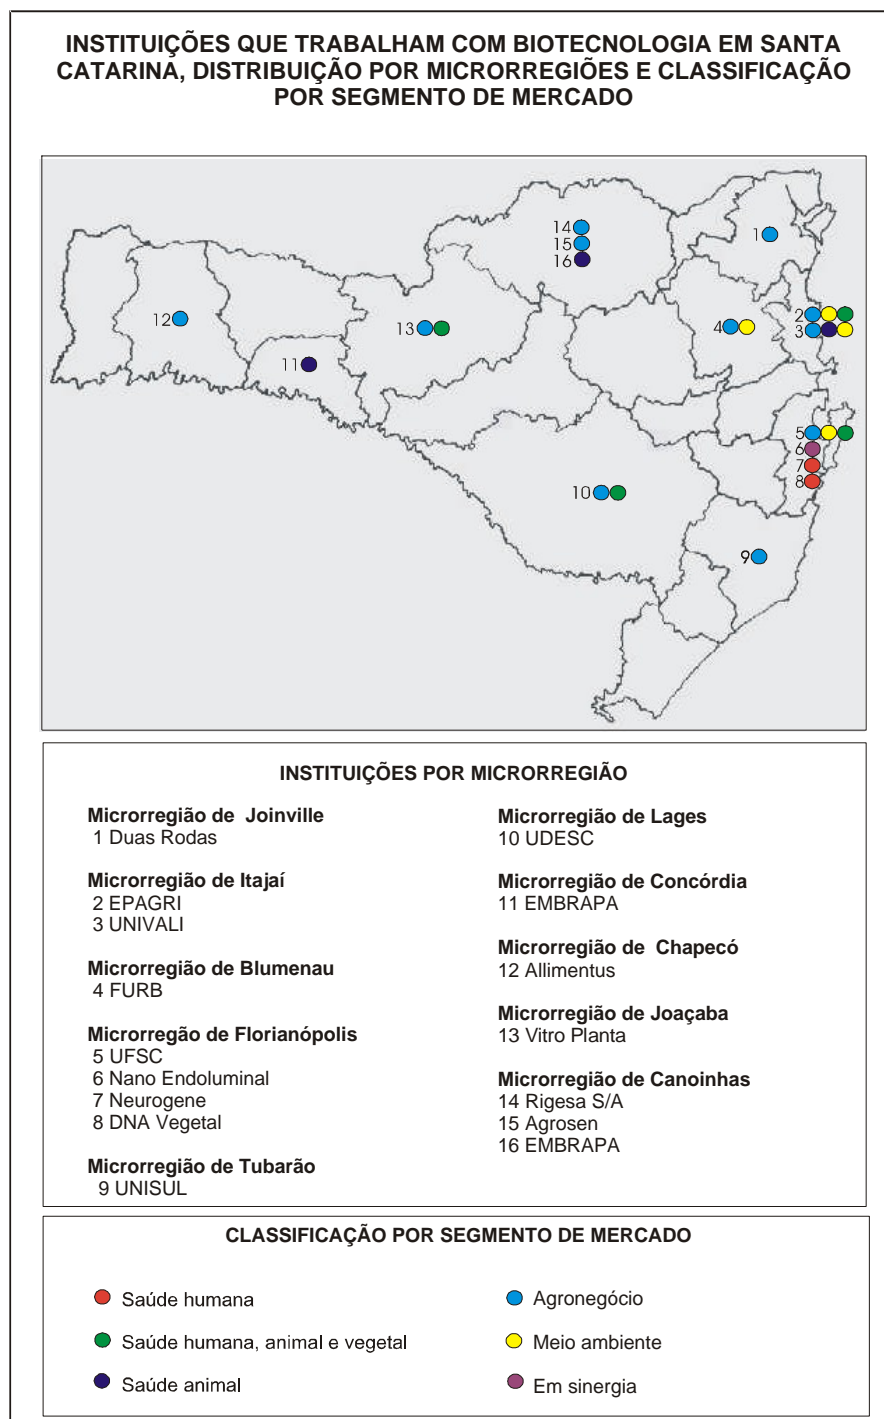 INSTITUIÇÕES QUE TRABALHAM COM BIOTECNOLOGIA EM SANTA
CATARINA, DISTRIBUIÇÃO POR MICRORREGIÕES E CLASSIFICAÇÃO
POR SEGMENTO DE MERCADO
14
15
16
1
12
13
4
2
3
11
5
6
7
8
10
9
INSTITUIÇÕES POR MICRORREGIÃO
Microrregião de Joinville
1 Duas Rodas
Microrregião de Itajaí
2 EPAGRI
3 UNIVALI
Microrregião de Blumenau
4 FURB
Microrregão de Florianópolis
5 UFSC
6 Nano Endoluminal
7 Neurogene
8 DNA Vegetal
Microrregião de Tubarão
9 UNISUL
Microrregião de Lages
10 UDESC
Microrregião de Concórdia
11 EMBRAPA
Microrregião de Chapecó
12 Allimentus
Microrregião de Joaçaba
13 Vitro Planta
Microrregião de Canoinhas
14 Rigesa S/A
15 Agrosen
16 EMBRAPA
CLASSIFICAÇÃO POR SEGMENTO DE MERCADO
Saúde humana
Saúde humana, animal e vegetal
Saúde animal
Agronegócio
Meio ambiente
Em sinergia